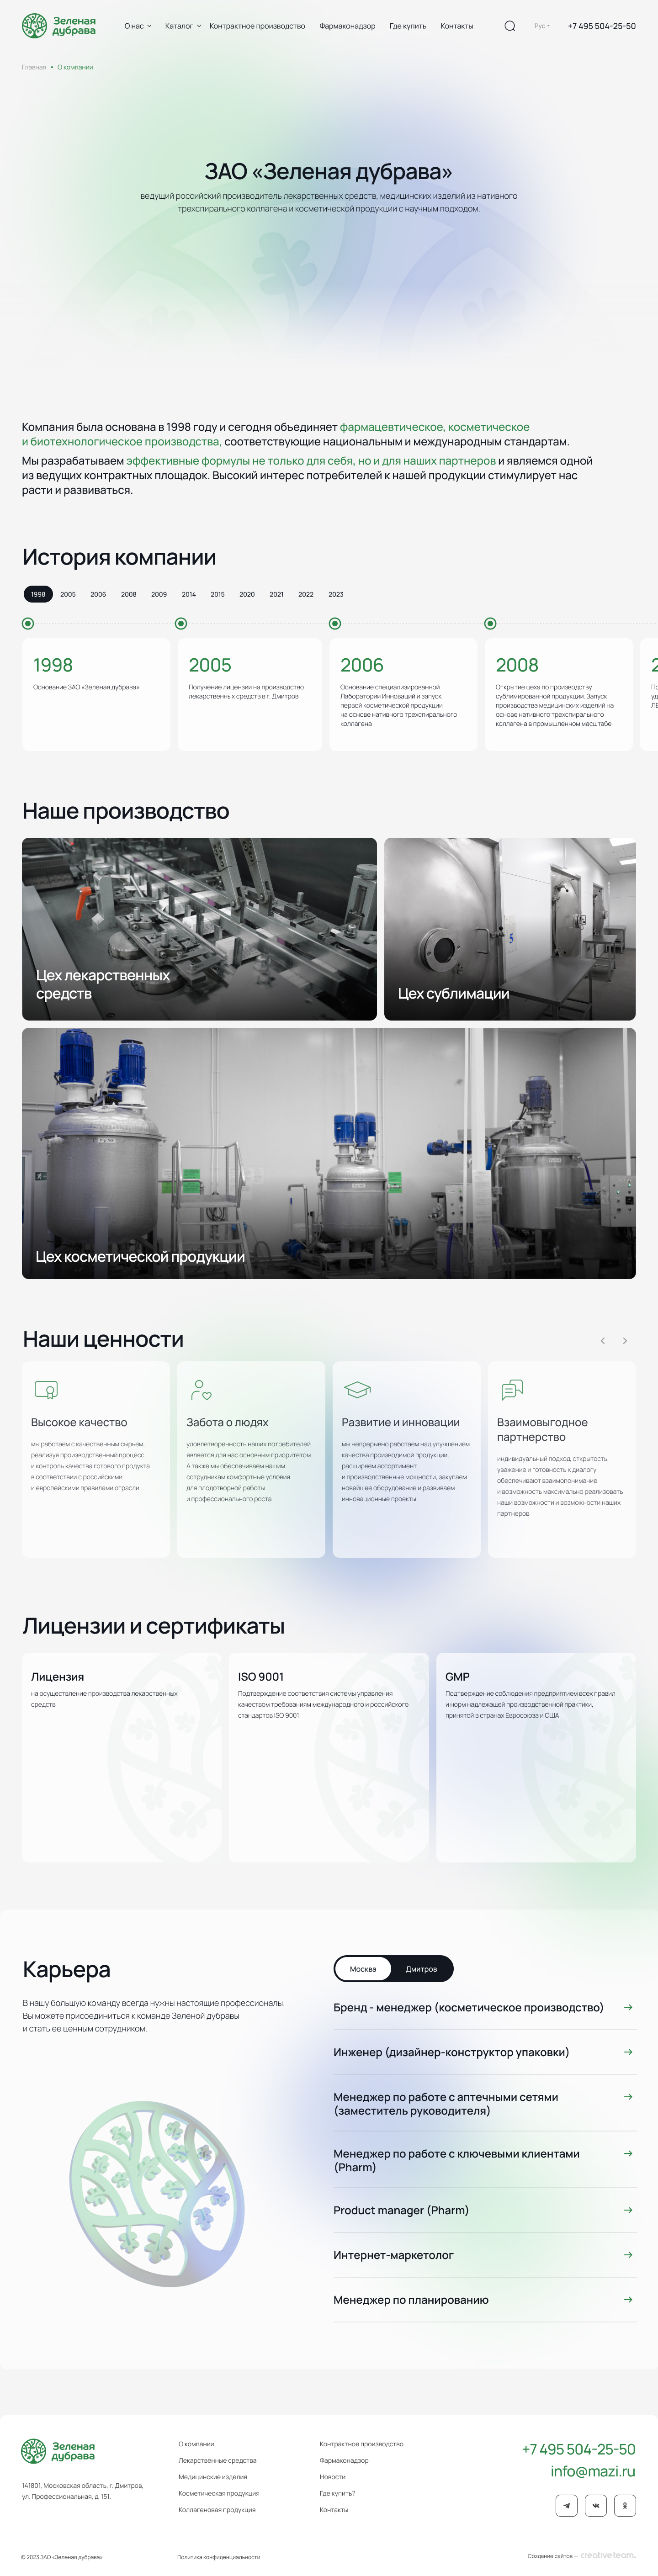 Зеленая
дубрава
О нас
Каталог
Контрактное производство
Фармаконадзор
Где купить
Контакты
Рус
+7 495 504-25-50
Главная • О компании
ЗАО «Зеленая дубрава»
ведущий российский производитель лекарственных средств, медицинских изделий из нативного
трехспирального коллагена и косметической продукции с научным подходом.
Компания была основана в 1998 году и сегодня объединяет фармацевтическое, косметическое
и биотехнологическое производства, соответствующие национальным и международным стандартам.
Мы разрабатываем эффективные формулы не только для себя, но и для наших партнеров и являемся одной
из ведущих контрактных площадок. Высокий интерес потребителей к нашей продукции стимулирует нас
расти и развиваться.
История компании
1998 2005 2006 2008 2009 2014 2015 2020 2021 2022 2023
1998
Основание ЗАО «Зеленая дубрава»
2005
Получение лицензии на производство
лекарственных средств в г. Дмитров
2006
Основание специализированной
Лаборатории Инноваций и запуск
первой косметической продукции
на основе нативного трехспирального
коллагена
2008
Открытие цеха по производству
сублимированной продукции. Запуск
производства медицинских изделий на
основе нативного трехспирального
коллагена в промышленном масштабе
Наше производство
Цех лекарственных
средств
5
Цех сублимации
Цех косметической продукции
Наши ценности
Высокое качество
мы работаем с качественным сырьем,
реализуя производственный процесс
и контроль качества готового продукта
в соответствии с российскими
и европейскими правилами отрасли
Забота о людях
удовлетворенность наших потребителей
является для нас основным приоритетом.
А также мы обеспечиваем нашим
сотрудникам комфортные условия
для плодотворной работы
и профессионального роста
Развитие и инновации
мы непрерывно работаем над улучшением
качества производимой продукции,
расширяем ассортимент
и производственные мощности, закупаем
новейшее оборудование и развиваем
инновационные проекты
Взаимовыгодное
партнерство
индивидуальный подход, открытость,
уважение и готовность к диалогу
обеспечивают взаимопонимание
и возможность максимально реализовать
наши возможности и возможности наших
партнеров
Лицензии и сертификаты
Лицензия
на осуществление производства лекарственных
средств
ISO 9001
Подтверждение соответствия системы управления
качеством требованиям международного и российского
стандартов ISO 9001
GMP
Подтверждение соблюдения предприятием всех правил
и норм надлежащей производственной практики,
принятой в странах Евросоюза и США
Карьера
В нашу большую команду всегда нужны настоящие профессионалы.
Вы можете присоединиться к команде Зеленой дубравы
и стать ее ценным сотрудником.
Москва
Дмитров
Бренд - менеджер (косметическое производство)
Инженер (дизайнер-конструктор упаковки)
Менеджер по работе с аптечными сетями
(заместитель руководителя)
Менеджер по работе с ключевыми клиентами
(Pharm)
Product manager (Pharm)
Интернет-маркетолог
Менеджер по планированию
Зеленая
дубрава
141801, Московская область, г. Дмитров,
ул. Профессиональная, д. 151.
О компании
Лекарственные средства
Медицинские изделия
Косметическая продукция
Коллагеновая продукция
Контрактное производство
Фармаконадзор
Новости
Где купить?
Контакты
+7 495 504-25-50
info@mazi.ru
© 2023 ЗАО «Зеленая дубрава»
Политика конфиденциальности
Создание сайтов — creative team.